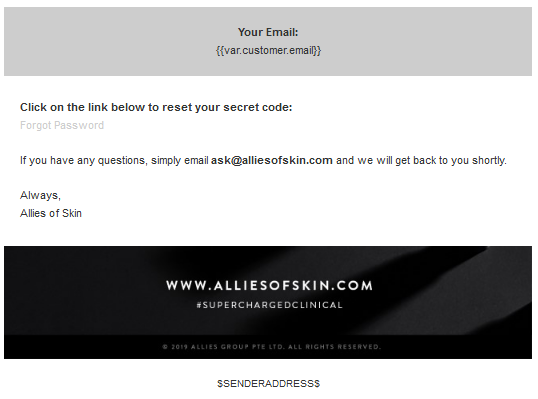 Your Email:
{{var.customer.email}}
Click on the link below to reset your secret code:
Forgot Password
If you have any questions, simply email ask@alliesofskin.com and we will get back to you shortly.
Always,
Allies of Skin
WWW.ALLIESOFSKIN.COM
#SUPERCHARGEDCLINICAL
© 2019 ALLIES GROUP PTE LTD. ALL RIGHTS RESERVED.
$SENDERADDRESS$